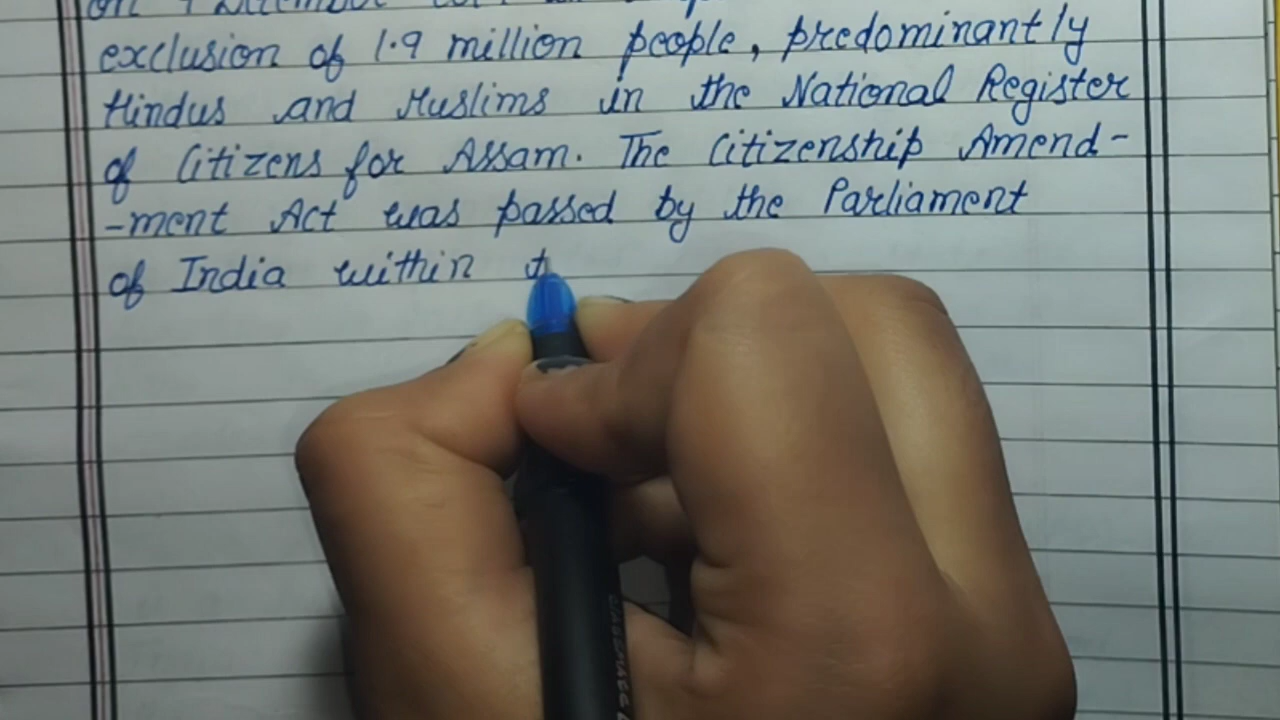 exclusion of 1.9 million people, predominantly
Hindus and Muslims in the National Register
of Citizens for Assam. The Citizenship Amend-
-ment Act was passed by the Parliament
of India within